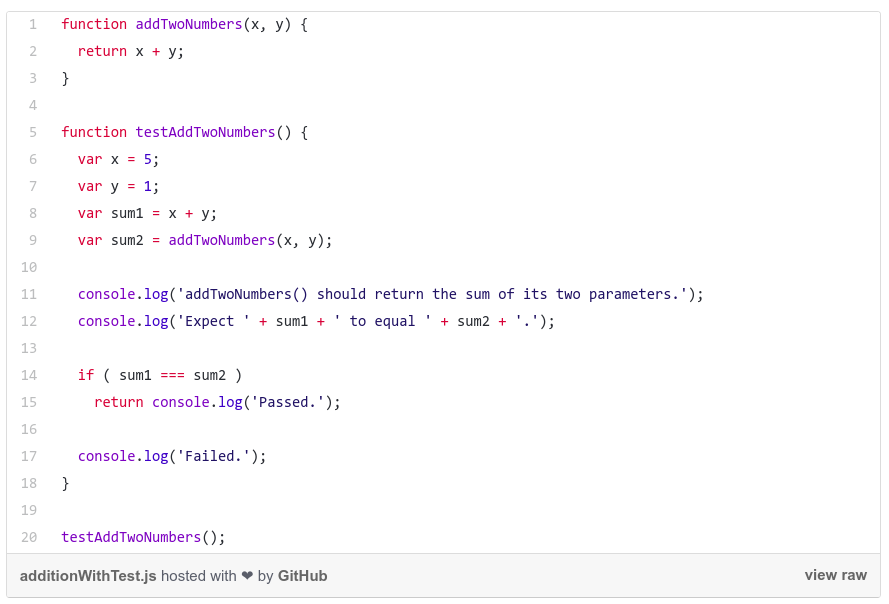 1 function addTwoNumbers(x, y) {
2   return x + y;
3 }
4
5 function testAddTwoNumbers() {
6   var x = 5;
7   var y = 1;
8   var sum1 = x + y;
9   var sum2 = addTwoNumbers(x, y);
10
11   console.log('addTwoNumbers() should return the sum of its two parameters.');
12   console.log('Expect ' + sum1 + ' to equal ' + sum2 + '.');
13
14   if ( sum1 === sum2 )
15     return console.log('Passed.');
16
17   console.log('Failed.');
18 }
19
20 testAddTwoNumbers();
additionWithTest.js hosted with ❤ by GitHub view raw